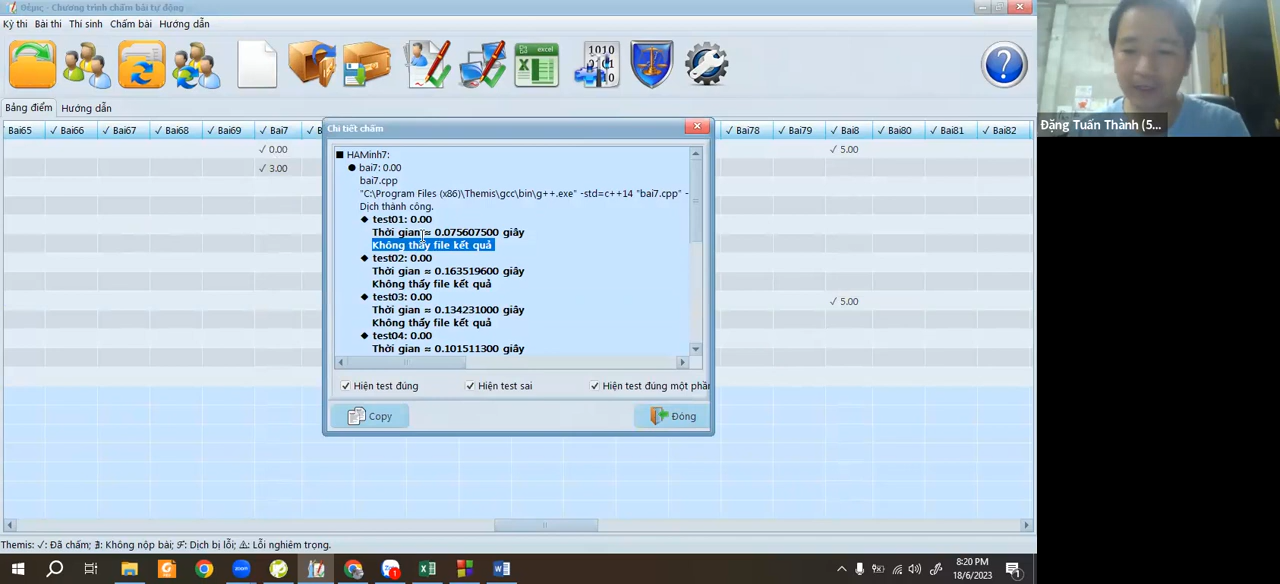 Θέμις - Chương trình chấm bài tự động
Kỳ thi Bài thi Thí sinh Chấm bài Hướng dẫn
excel
1010
Bảng điểm Hướng dẫn
Bai65 ✓ Bai66 ✓ Bai67 ✓ Bai68 ✓ Bai69 ✓ Bai7 ✓ B
✓ Bai78 ✓ Bai79 ✓ Bai8 ✓ Bai80 ✓ Bai81 ✓ Bai82
✓ 0.00
✓ 5.00
✓ 3.00
✓ 5.00
Chi tiết chấm
HAMinh7:
bai7: 0.00
bai7.cpp
"C:\Program Files (x86)\Themis\gcc\bin\g++.exe" -std=c++14 "bai7.cpp" -
Dịch thành công.
test01: 0.00
Thời gian ≈ 0.075607500 giây
Không thấy file kết quả
test02: 0.00
Thời gian ≈ 0.163519600 giây
Không thấy file kết quả
test03: 0.00
Thời gian ≈ 0.134231000 giây
Không thấy file kết quả
test04: 0.00
Thời gian ≈ 0.101511300 giây
Hiện test đúng Hiện test sai Hiện test đúng một phần
Copy Đóng
Themis: ✓: Đã chấm; ∄: Không nộp bài; Ϝ: Dịch bị lỗi; ⚠: Lỗi nghiêm trọng.
Đặng Tuấn Thành (5...
8:20 PM
18/6/2023